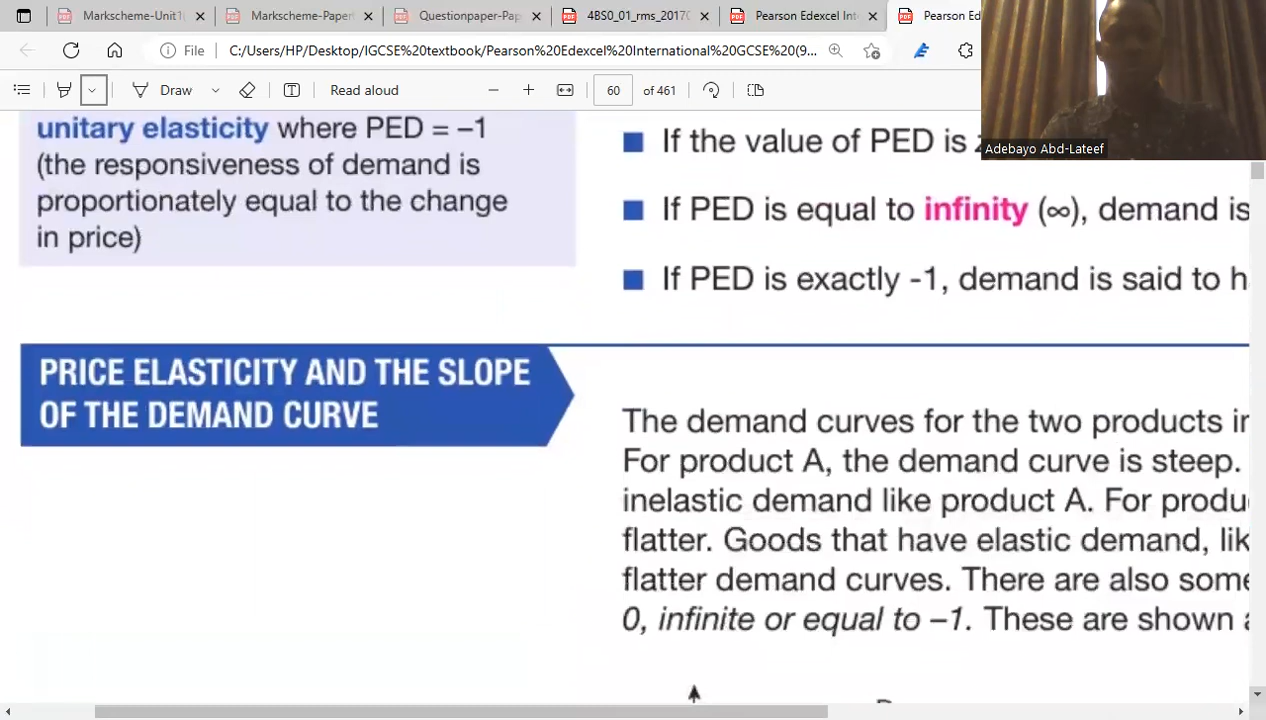 Markscheme-Unit1(
Markscheme-Paper
Questionpaper-Pap
4BS0_01_rms_2017
Pearson Edexcel Int
Pearson Ed
File
C:/Users/HP/Desktop/IGCSE%20textbook/Pearson%20Edexcel%20International%20GCSE%20(9...
Draw
Read aloud
60
of 461
Adebayo Abd-Lateef
unitary elasticity where PED = –1
(the responsiveness of demand is
proportionately equal to the change
in price)
If the value of PED is
If PED is equal to infinity (∞), demand is
If PED is exactly -1, demand is said to h
PRICE ELASTICITY AND THE SLOPE
OF THE DEMAND CURVE
The demand curves for the two products in
For product A, the demand curve is steep.
inelastic demand like product A. For produ
flatter. Goods that have elastic demand, lik
flatter demand curves. There are also some
0, infinite or equal to –1. These are shown